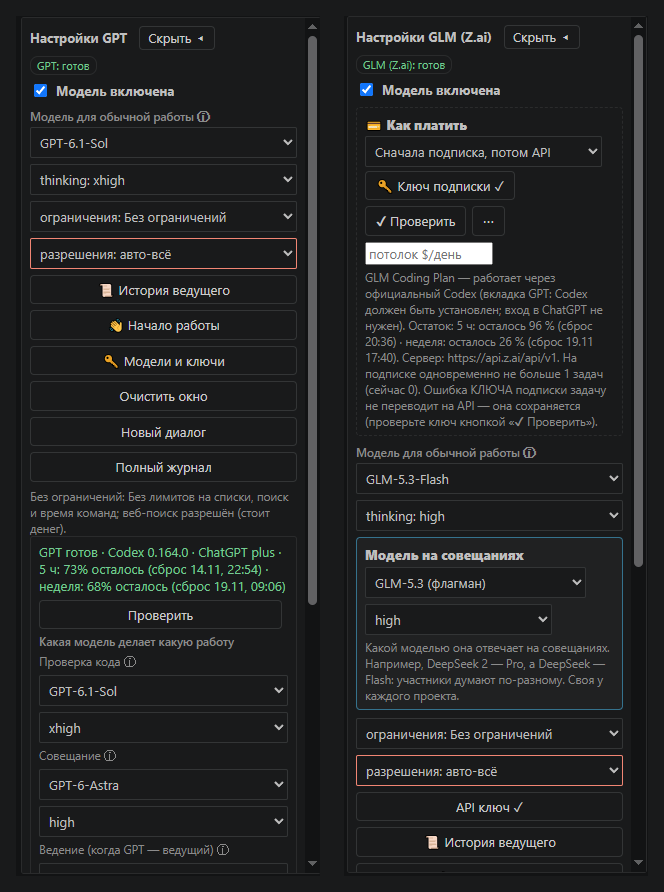 Настройки GPT
Скрыть ◂
GPT: готов
Модель включена
Модель для обычной работы ⓘ
GPT-6.1-Sol
thinking: xhigh
ограничения: Без ограничений
разрешения: авто-всё
📜 История ведущего
👋 Начало работы
🔑 Модели и ключи
Очистить окно
Новый диалог
Полный журнал
Без ограничений: Без лимитов на списки, поиск
и время команд; веб-поиск разрешён (стоит
денег).
GPT готов · Codex 0.164.0 · ChatGPT plus ·
5 ч: 73% осталось (сброс 14.11, 22:54) ·
неделя: 68% осталось (сброс 19.11, 09:06)
Проверить
Какая модель делает какую работу
Проверка кода ⓘ
GPT-6.1-Sol
xhigh
Совещание ⓘ
GPT-6-Astra
high
Ведение (когда GPT — ведущий) ⓘ
Настройки GLM (Z.ai)
Скрыть ◂
GLM (Z.ai): готов
Модель включена
💳 Как платить
Сначала подписка, потом API
🔑 Ключ подписки ✓
✓ Проверить
···
потолок $/день
GLM Coding Plan — работает через
официальный Codex (вкладка GPT: Codex
должен быть установлен; вход в ChatGPT не
нужен). Остаток: 5 ч: осталось 96 % (сброс
20:36) · неделя: осталось 26 % (сброс 19.11
17:40). Сервер: https://api.z.ai/api/v1. На
подписке одновременно не больше 1 задач
(сейчас 0). Ошибка КЛЮЧА подписки задачу
не переводит на API — она сохраняется
(проверьте ключ кнопкой «✓ Проверить»).
Модель для обычной работы ⓘ
GLM-5.3-Flash
thinking: high
Модель на совещаниях
GLM-5.3 (флагман)
high
Какой моделью она отвечает на совещаниях.
Например, DeepSeek 2 — Pro, а DeepSeek —
Flash: участники думают по-разному. Своя у
каждого проекта.
ограничения: Без ограничений
разрешения: авто-всё
API ключ ✓
📜 История ведущего